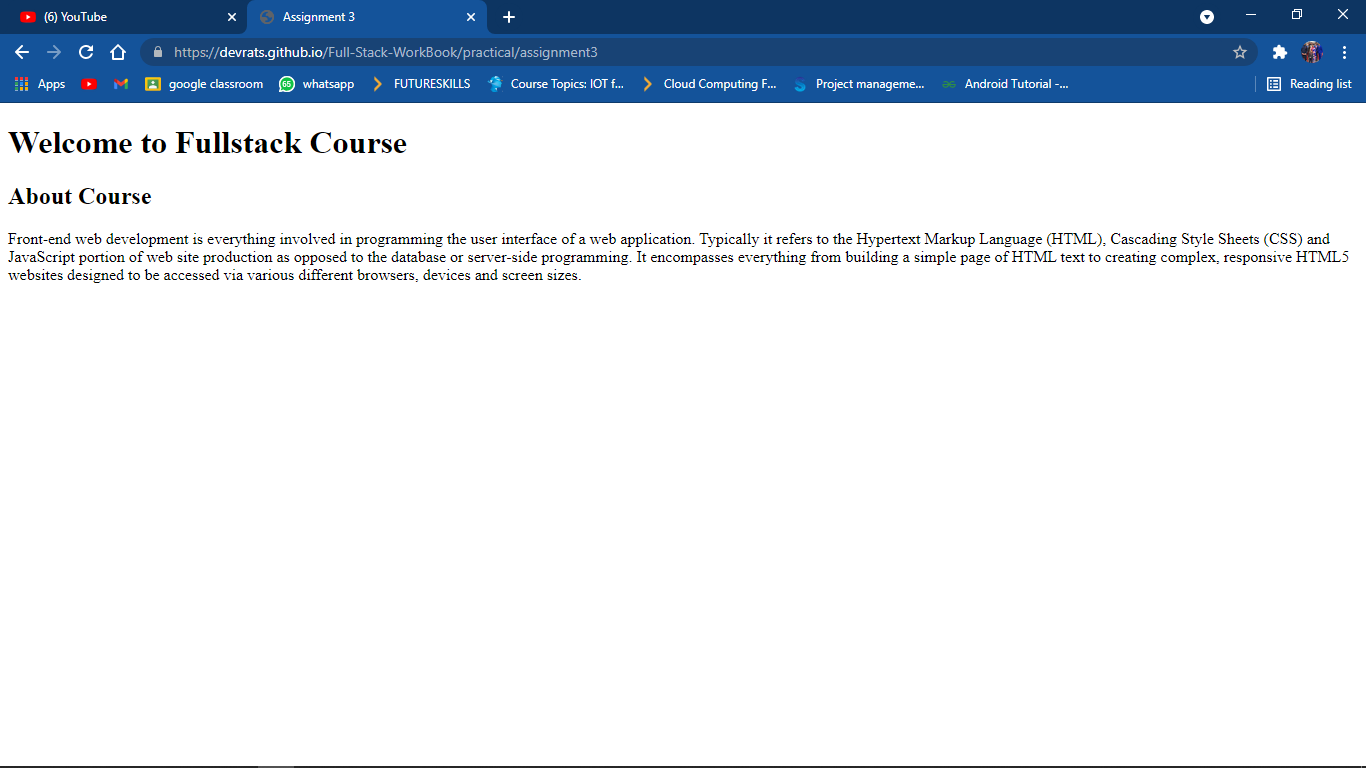 (6) YouTube
Assignment 3
https://devrats.github.io/Full-Stack-WorkBook/practical/assignment3
Apps
google classroom
65
whatsapp
FUTURESKILLS
Course Topics: IOT f...
Cloud Computing F...
Project manageme...
Android Tutorial -...
Reading list
Welcome to Fullstack Course
About Course
Front-end web development is everything involved in programming the user interface of a web application. Typically it refers to the Hypertext Markup Language (HTML), Cascading Style Sheets (CSS) and
JavaScript portion of web site production as opposed to the database or server-side programming. It encompasses everything from building a simple page of HTML text to creating complex, responsive HTML5
websites designed to be accessed via various different browsers, devices and screen sizes.